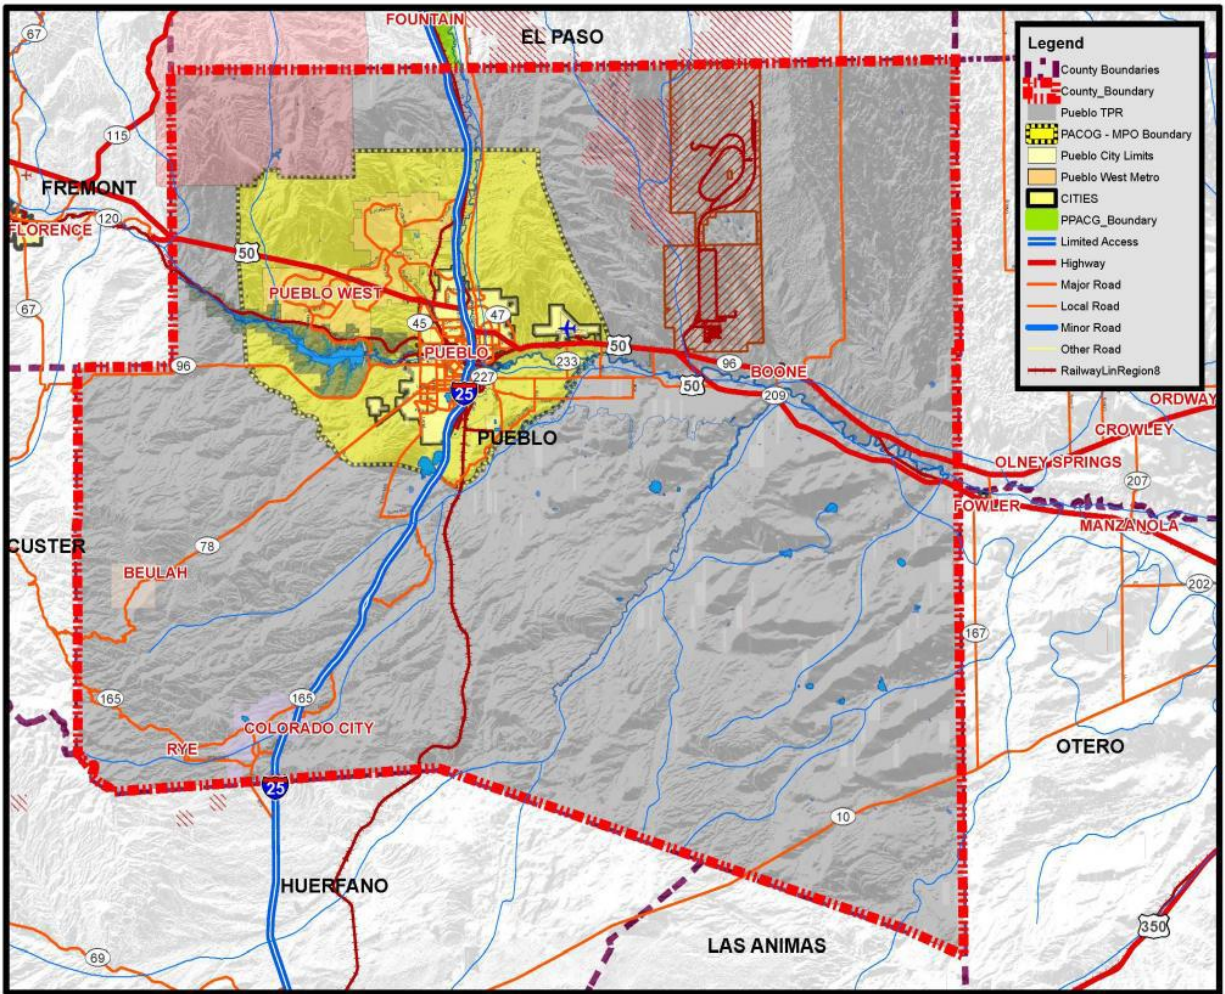 FOUNTAIN
EL PASO
67
115
FREMONT
FLORENCE
120
50
67
PUEBLO WEST
45
47
PUEBLO
50
233
227
96
25
96
50
BOONE
209
PUEBLO
ORDWAY
CROWLEY
OLNEY SPRINGS
207
FOWLER
MANZANOLA
CUSTER
78
BEULAH
202
167
165
165
COLORADO CITY
RYE
OTERO
25
10
HUERFANO
350
LAS ANIMAS
69
Legend
County Boundaries
County_Boundary
Pueblo TPR
PACOG - MPO Boundary
Pueblo City Limits
Pueblo West Metro
CITIES
PPACG_Boundary
Limited Access
Highway
Major Road
Local Road
Minor Road
Other Road
RailwayLinRegion8